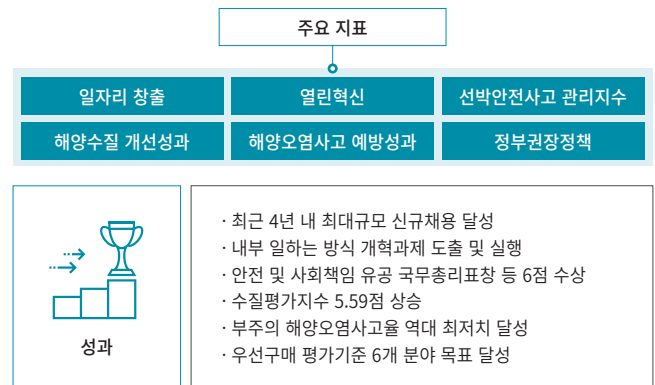 주요 지표
일자리 창출
열린혁신
선박안전사고 관리지수
해양수질 개선성과
해양오염사고 예방성과
정부권장정책
성과
· 최근 4년 내 최대규모 신규채용 달성
· 내부 일하는 방식 개혁과제 도출 및 실행
· 안전 및 사회책임 유공 국무총리표창 등 6점 수상
· 수질평가지수 5.59점 상승
· 부주의 해양오염사고율 역대 최저치 달성
· 우선구매 평가기준 6개 분야 목표 달성